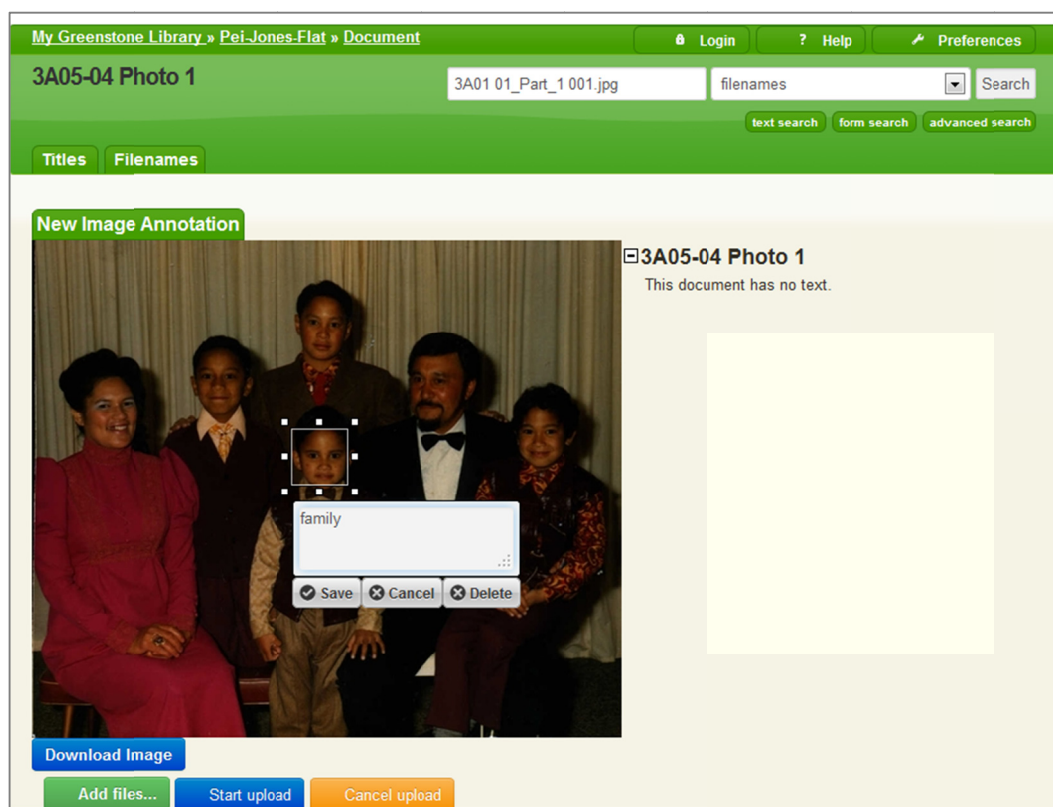 My Greenstone Library » Pei-Jones-Flat » Document
Login
? Help
Preferences
3A05-04 Photo 1
3A01 01_Part_1 001.jpg
filenames
Search
text search
form search
advanced search
Titles
Filenames
New Image Annotation
3A05-04 Photo 1
This document has no text.
family
Save
Cancel
Delete
Download Image
Add files...
Start upload
Cancel upload